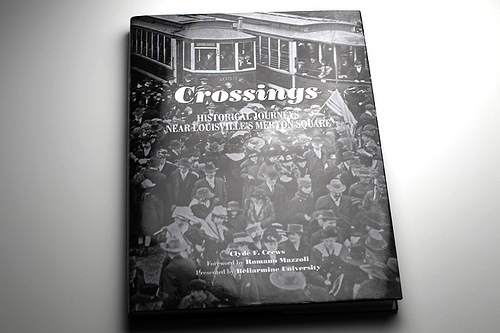 Crossings
HISTORICAL JOURNEYS
NEAR LOUISVILLE'S MERTON SQUARE
Clyde F. Crews
Foreword by Romano Mazzoli
Presented by Bellarmine University